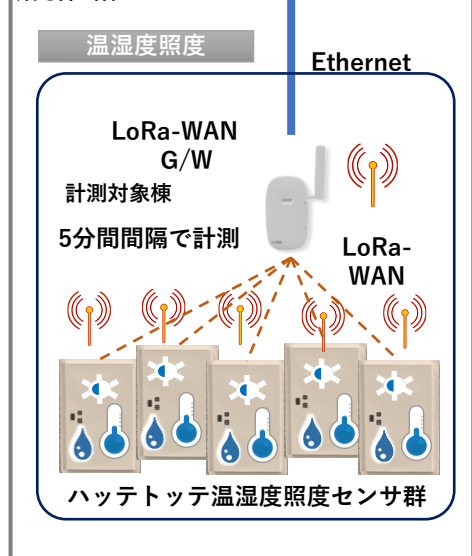 温湿度照度
Ethernet
LoRa-WAN
G/W
計測対象棟
5分間間隔で計測
LoRa-
WAN
ハッテトッテ温湿度照度センサ群